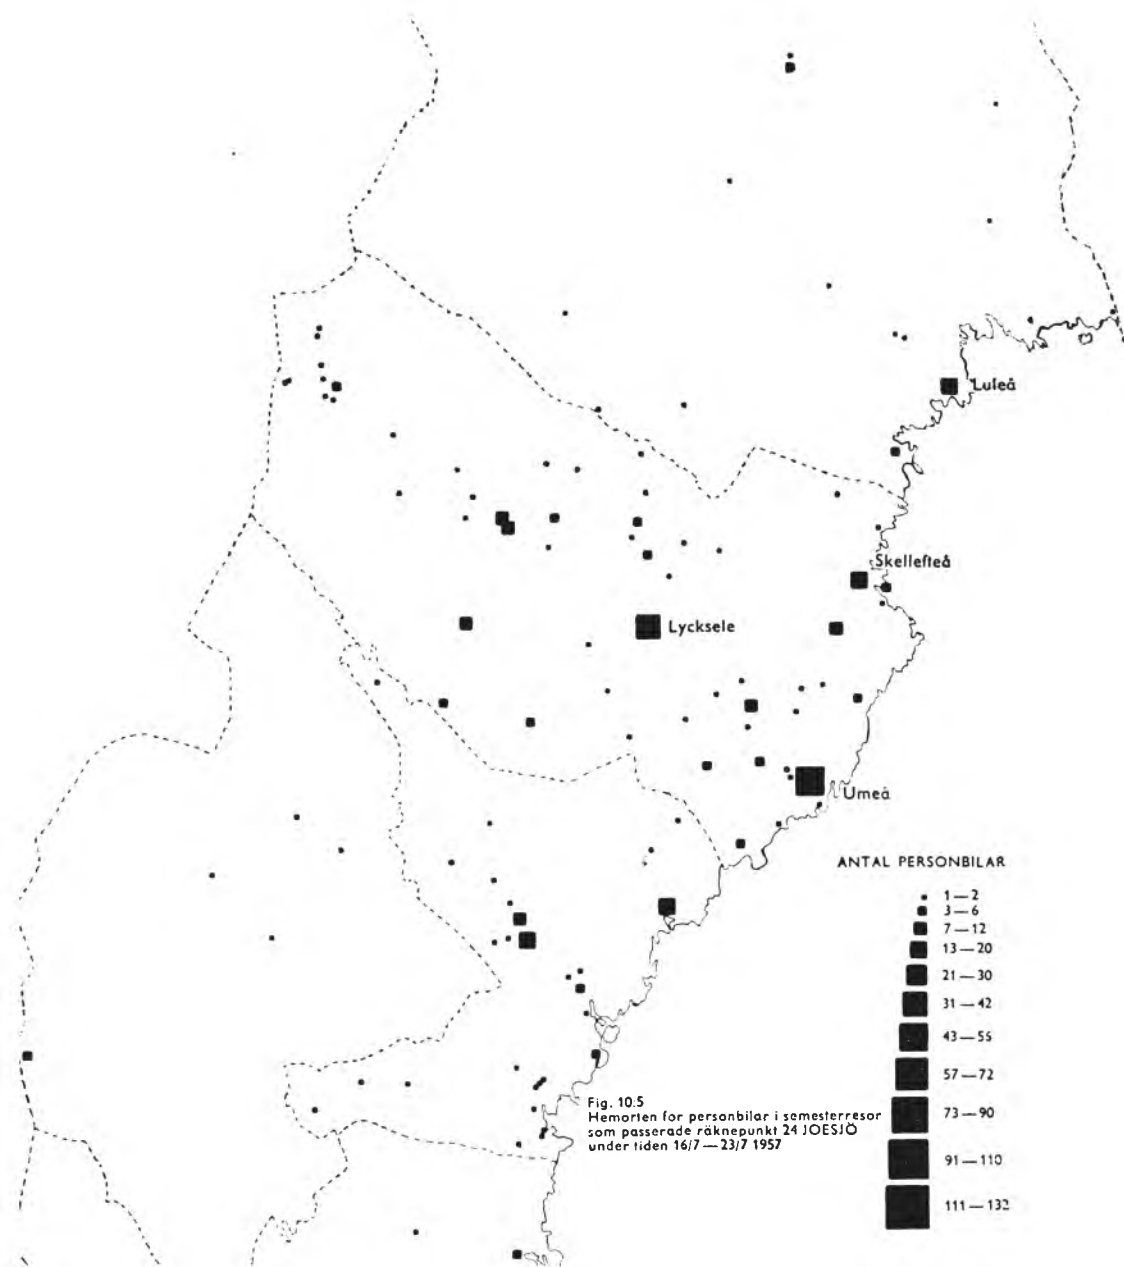 Luleå
Skellefteå
Lycksele
Umeå
ANTAL PERSONBILAR
1—2
3—6
7—12
13—20
21—30
31—42
43—55
57—72
73—90
91—110
111—132
Fig. 10:5
Hemorten for personbilar i semesterresor
som passerade räknepunkt 24 JOESJÖ
under tiden 16/7—23/7 1957